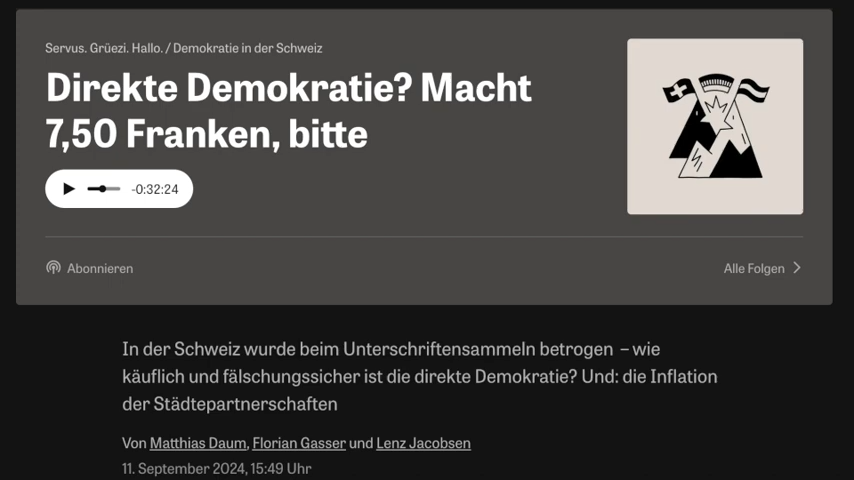 Servus. Grüezi. Hallo. / Demokratie in der Schweiz
Direkte Demokratie? Macht
7,50 Franken, bitte
-0:32:24
Abonnieren
Alle Folgen
In der Schweiz wurde beim Unterschriftensammeln betrogen – wie
käuflich und fälschungssicher ist die direkte Demokratie? Und: die Inflation
der Städtepartnerschaften
Von Matthias Daum, Florian Gasser und Lenz Jacobsen
11. September 2024, 15:49 Uhr